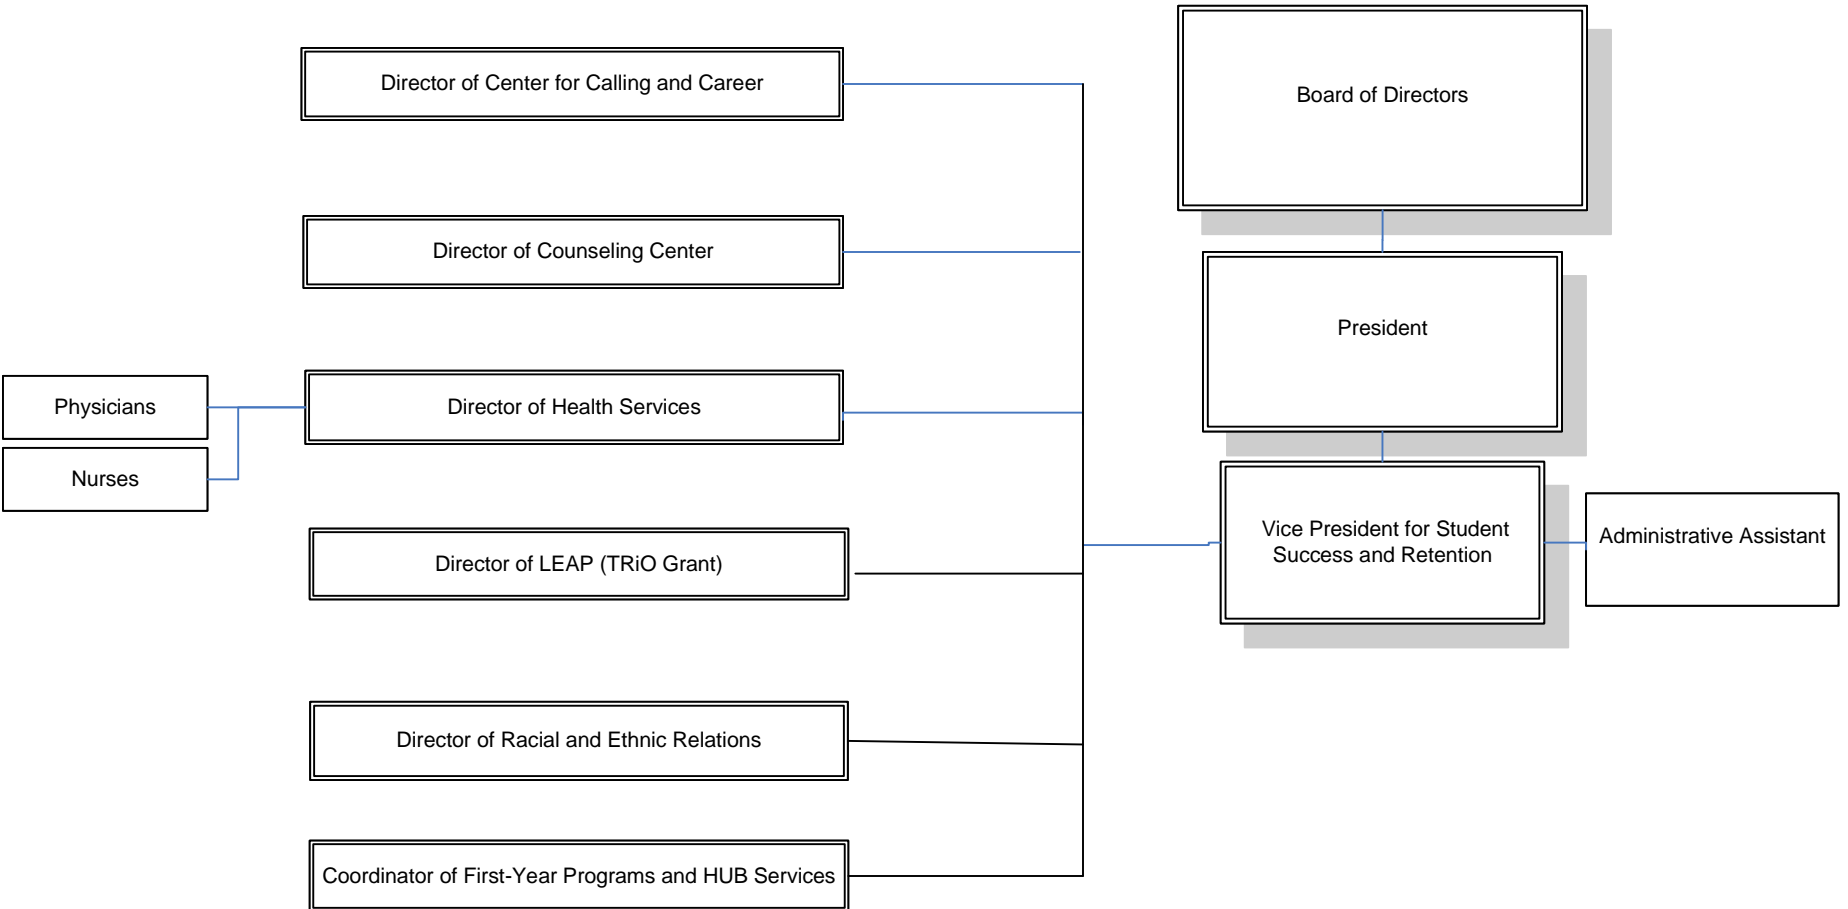 Director of Center for Calling and Career
Board of Directors
Director of Counseling Center
President
Physicians
Director of Health Services
Nurses
Vice President for Student
Success and Retention
Administrative Assistant
Director of LEAP (TRiO Grant)
Director of Racial and Ethnic Relations
Coordinator of First-Year Programs and HUB Services